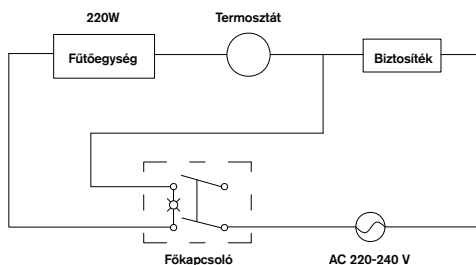 220W
Termosztát
Fűtőegység
Biztosíték
Főkapcsoló
AC 220-240 V